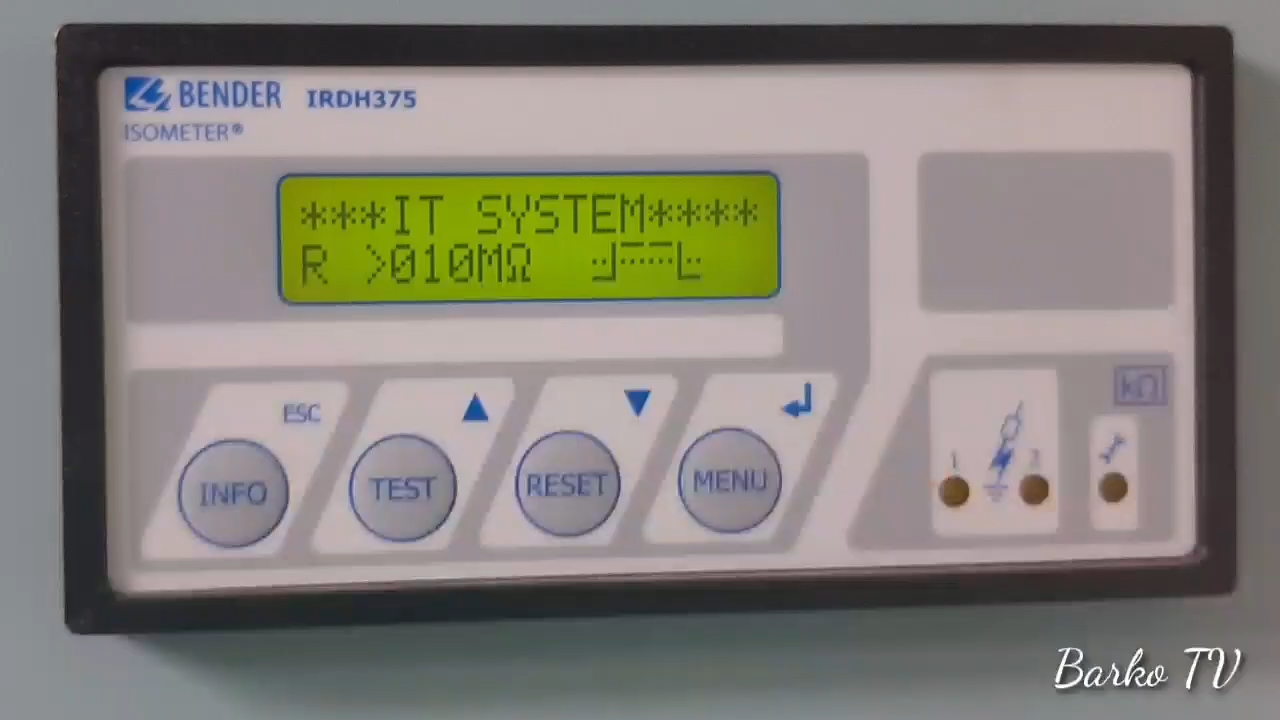 BENDER IRDH375
ISOMETER®
***IT SYSTEM****
R >010MΩ
ESC
INFO
TEST
RESET
MENU
kΩ
1 2
Barko TV